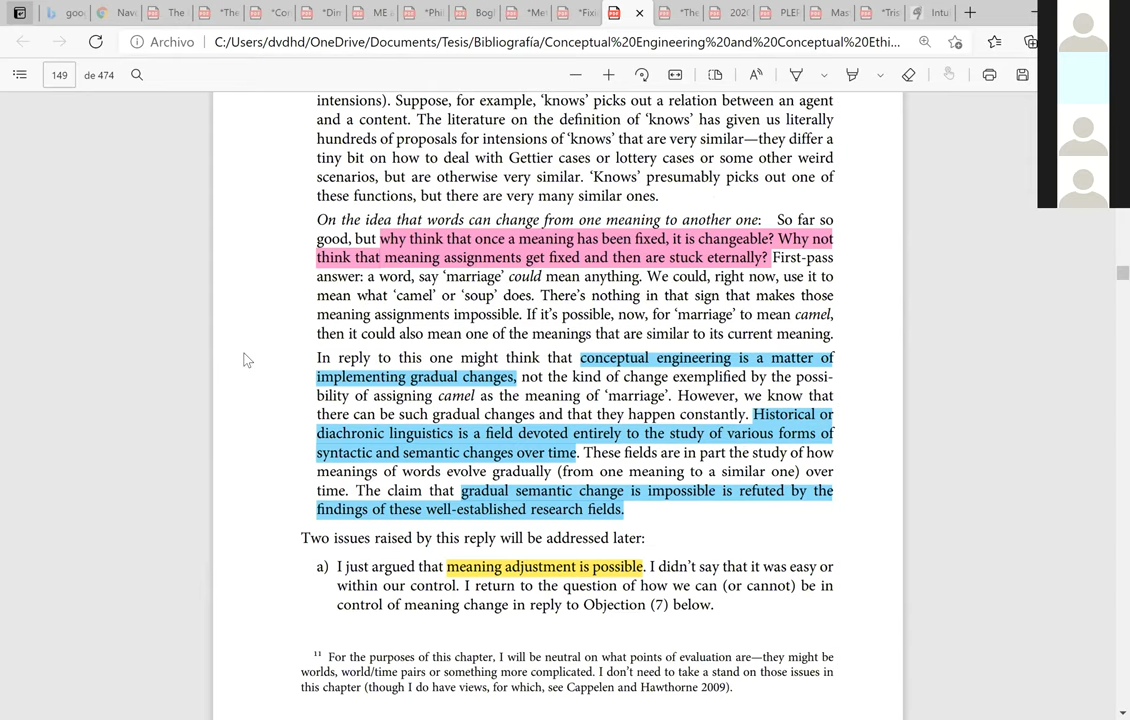 goo
Nav
The
*The
*Cor
*Din
ME a
*Phi
Bog
*Me
*Fixi
*The
202
PLEF
Mas
*Tris
Intu
Archivo
C:/Users/dvdhd/OneDrive/Documents/Tesis/Bibliografía/Conceptual%20Engineering%20and%20Conceptual%20Ethi...
149
de 474
intensions). Suppose, for example, ‘knows’ picks out a relation between an agent
and a content. The literature on the definition of ‘knows’ has given us literally
hundreds of proposals for intensions of ‘knows’ that are very similar—they differ a
tiny bit on how to deal with Gettier cases or lottery cases or some other weird
scenarios, but are otherwise very similar. ‘Knows’ presumably picks out one of
these functions, but there are very many similar ones.
On the idea that words can change from one meaning to another one: So far so
good, but why think that once a meaning has been fixed, it is changeable? Why not
think that meaning assignments get fixed and then are stuck eternally? First-pass
answer: a word, say ‘marriage’ could mean anything. We could, right now, use it to
mean what ‘camel’ or ‘soup’ does. There’s nothing in that sign that makes those
meaning assignments impossible. If it’s possible, now, for ‘marriage’ to mean camel,
then it could also mean one of the meanings that are similar to its current meaning.
In reply to this one might think that conceptual engineering is a matter of
implementing gradual changes, not the kind of change exemplified by the possi-
bility of assigning camel as the meaning of ‘marriage’. However, we know that
there can be such gradual changes and that they happen constantly. Historical or
diachronic linguistics is a field devoted entirely to the study of various forms of
syntactic and semantic changes over time. These fields are in part the study of how
meanings of words evolve gradually (from one meaning to a similar one) over
time. The claim that gradual semantic change is impossible is refuted by the
findings of these well-established research fields.
Two issues raised by this reply will be addressed later:
a) I just argued that meaning adjustment is possible. I didn’t say that it was easy or
within our control. I return to the question of how we can (or cannot) be in
control of meaning change in reply to Objection (7) below.
11 For the purposes of this chapter, I will be neutral on what points of evaluation are—they might be
worlds, world/time pairs or something more complicated. I don’t need to take a stand on those issues in
this chapter (though I do have views, for which, see Cappelen and Hawthorne 2009).